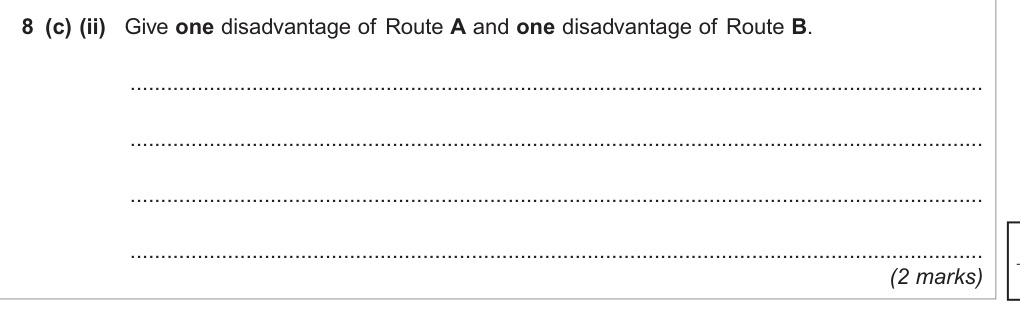 8 (c) (ii) Give one disadvantage of Route A and one disadvantage of Route B.
(2 marks)